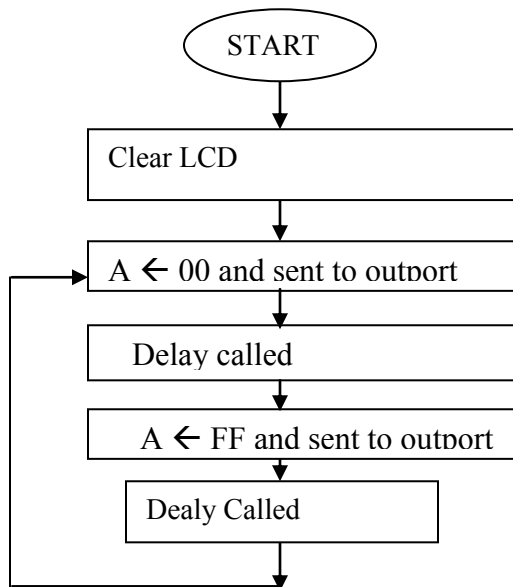 START
Clear LCD
A ← 00 and sent to outport
Delay called
A ← FF and sent to outport
Dealy Called